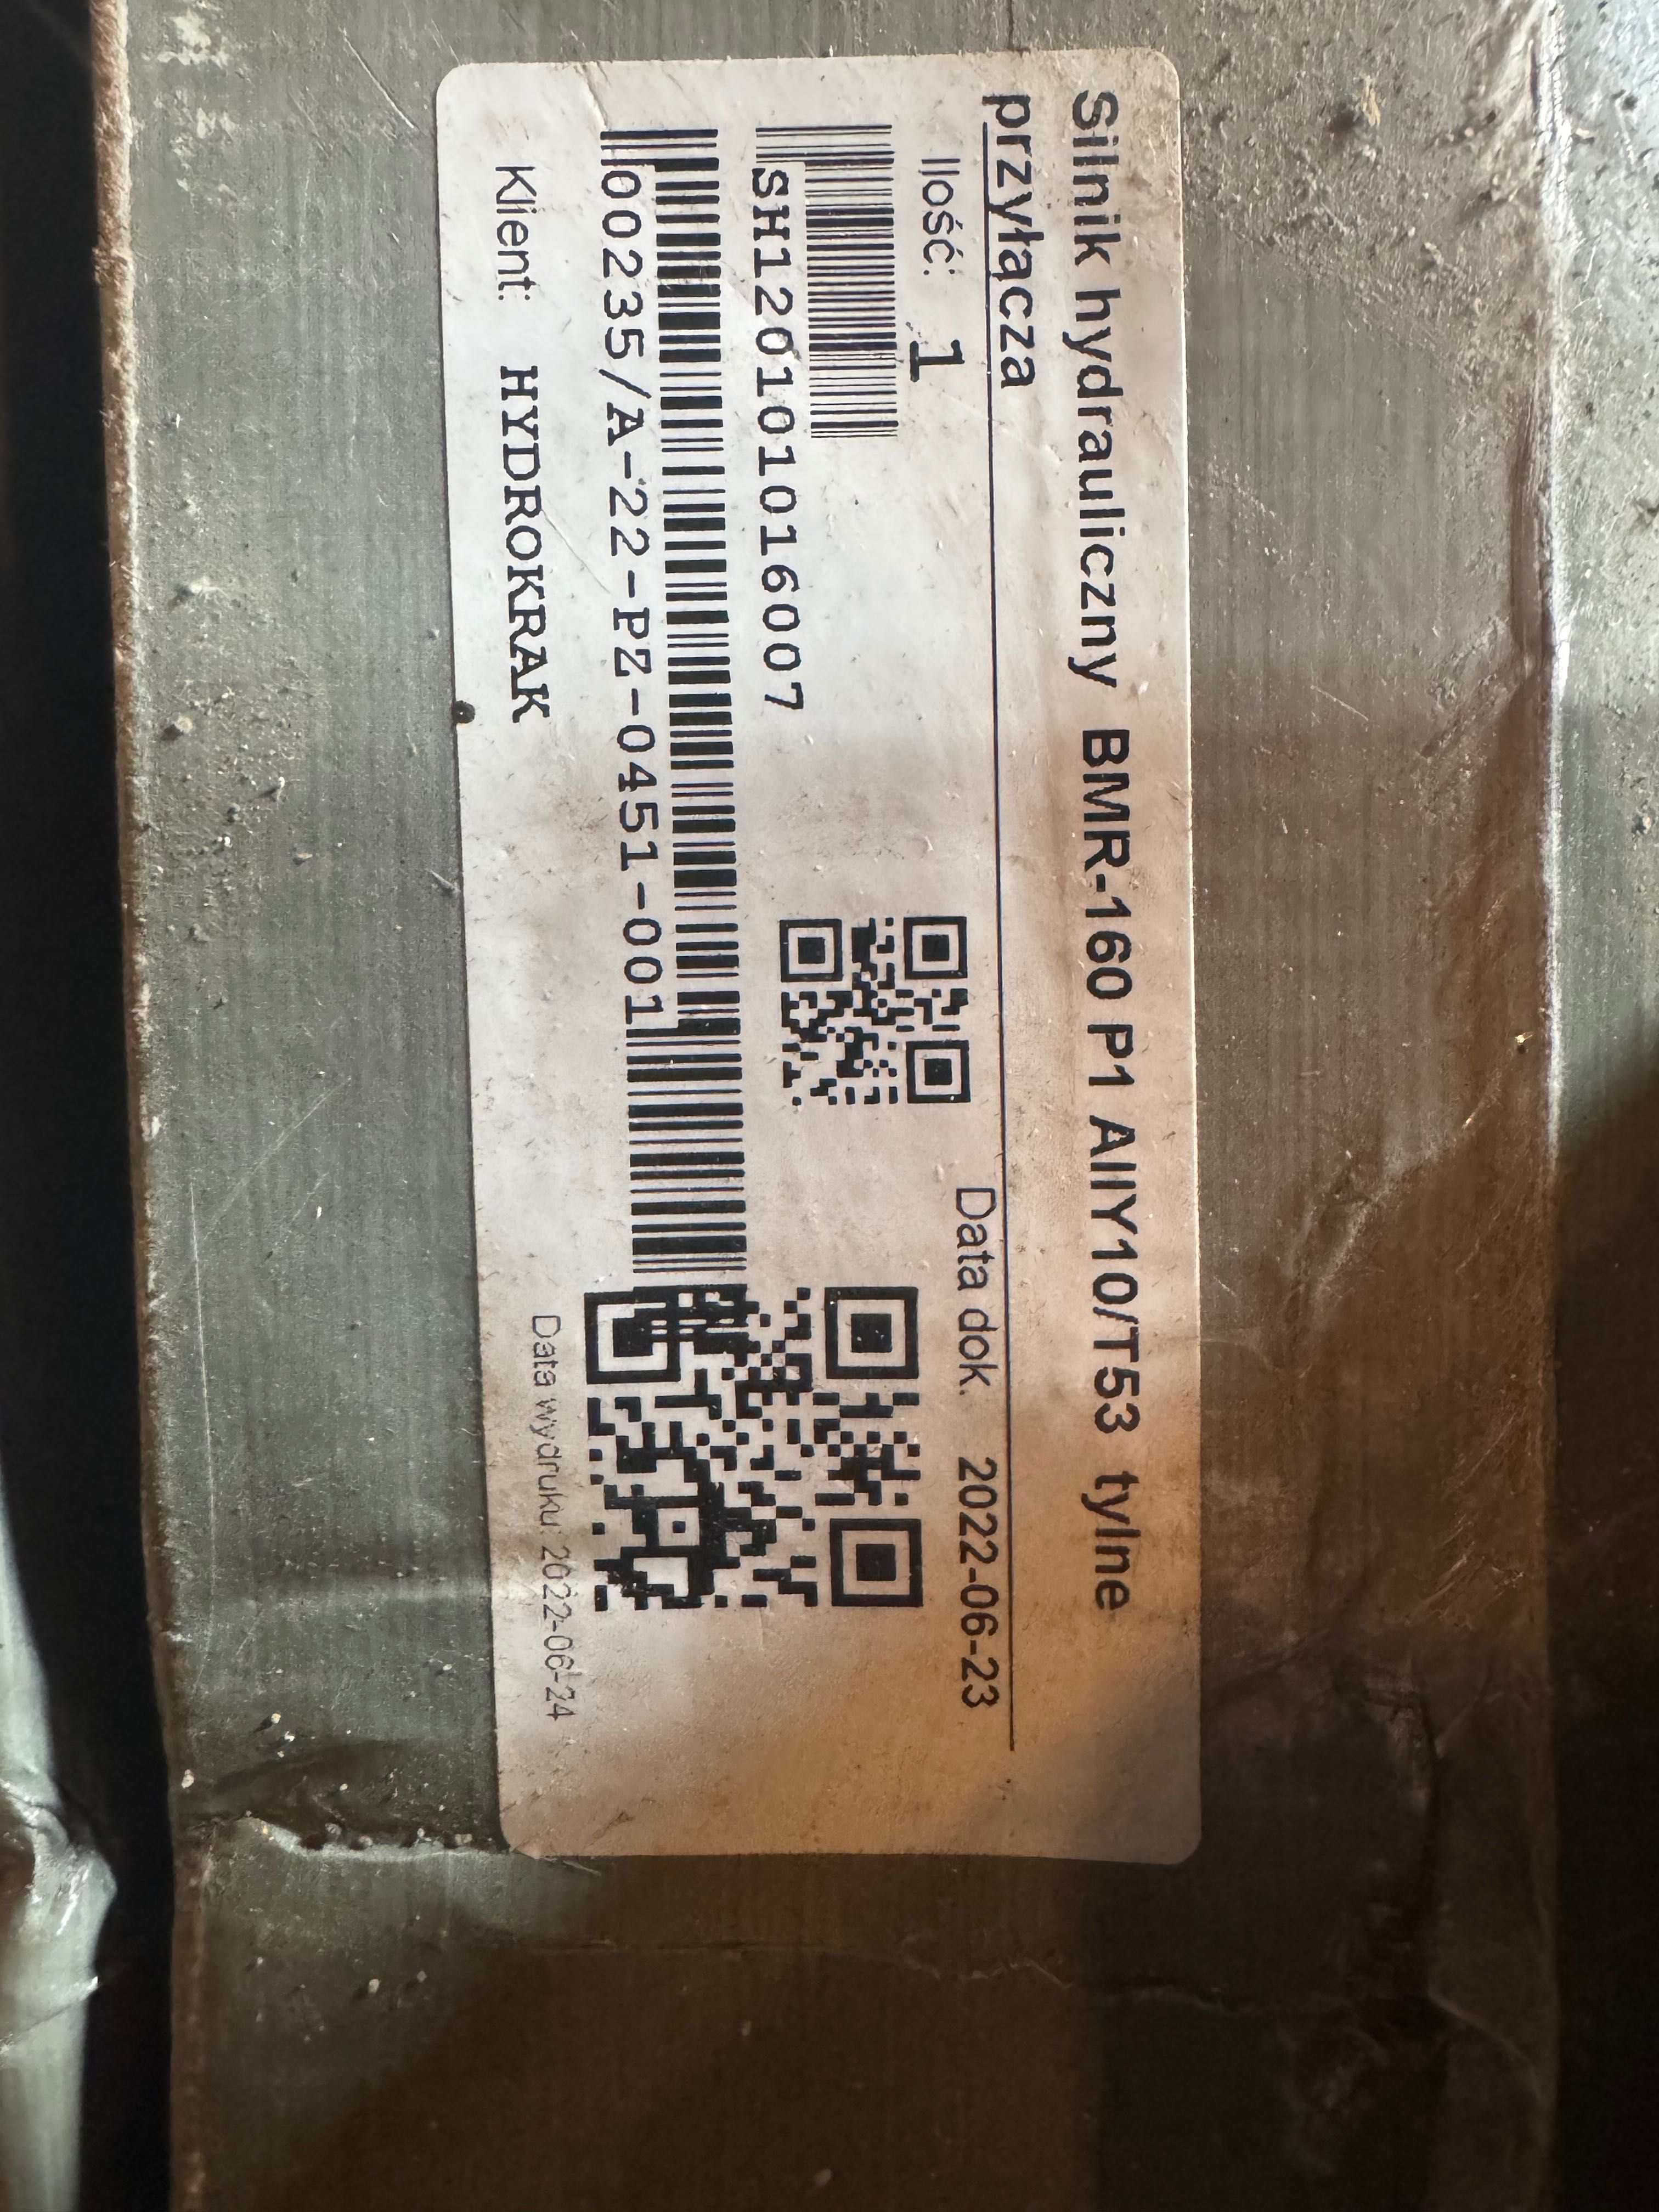 Silnik hydrauliczny BMR-160 P1 AIIY10/T53 tylne
przyłącza
Ilość: 1
Data dok. 2022-06-23
SH12010101016007
00235/A-22-PZ-0451-001
Klient: HYDROKRAK
Data wydruku: 2022-06-24